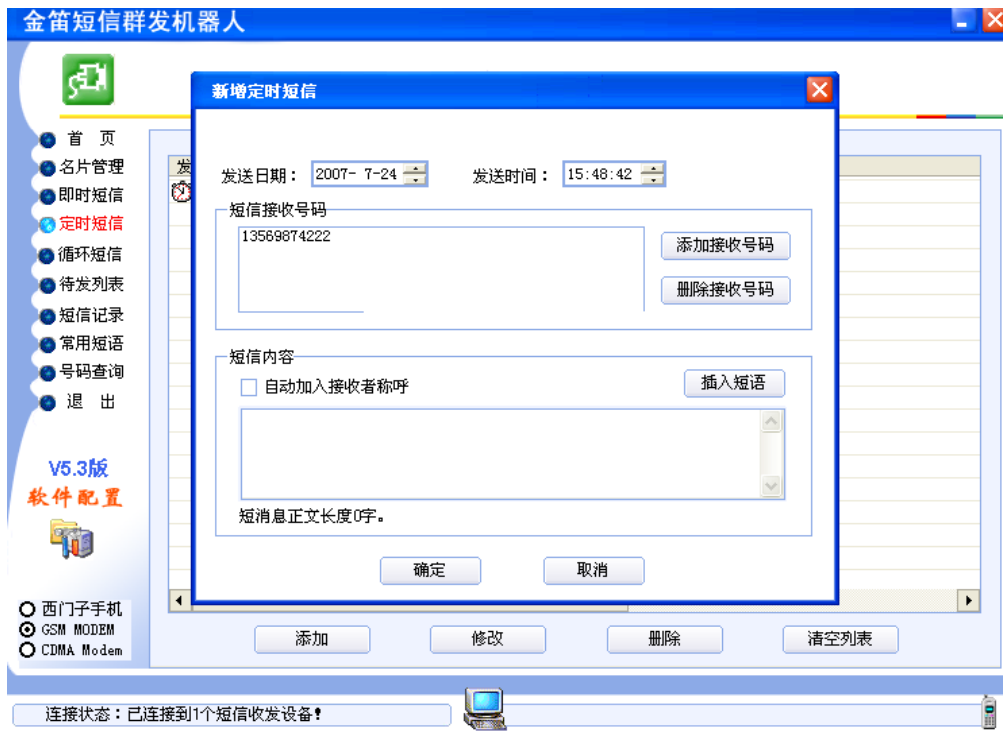 金笛短信群发机器人
新增定时短信
首 页
名片管理
即时短信
定时短信
循环短信
待发列表
短信记录
常用短语
号码查询
退 出
V5.3版
软件配置
西门子手机
GSM MODEM
CDMA Modem
发
发送日期： 2007- 7-24 发送时间： 15:48:42
短信接收号码
13569874222
添加接收号码
删除接收号码
短信内容
自动加入接收者称呼 插入短语
短消息正文长度0字。
确定 取消
添加 修改 删除 清空列表
连接状态：已连接到1个短信收发设备！